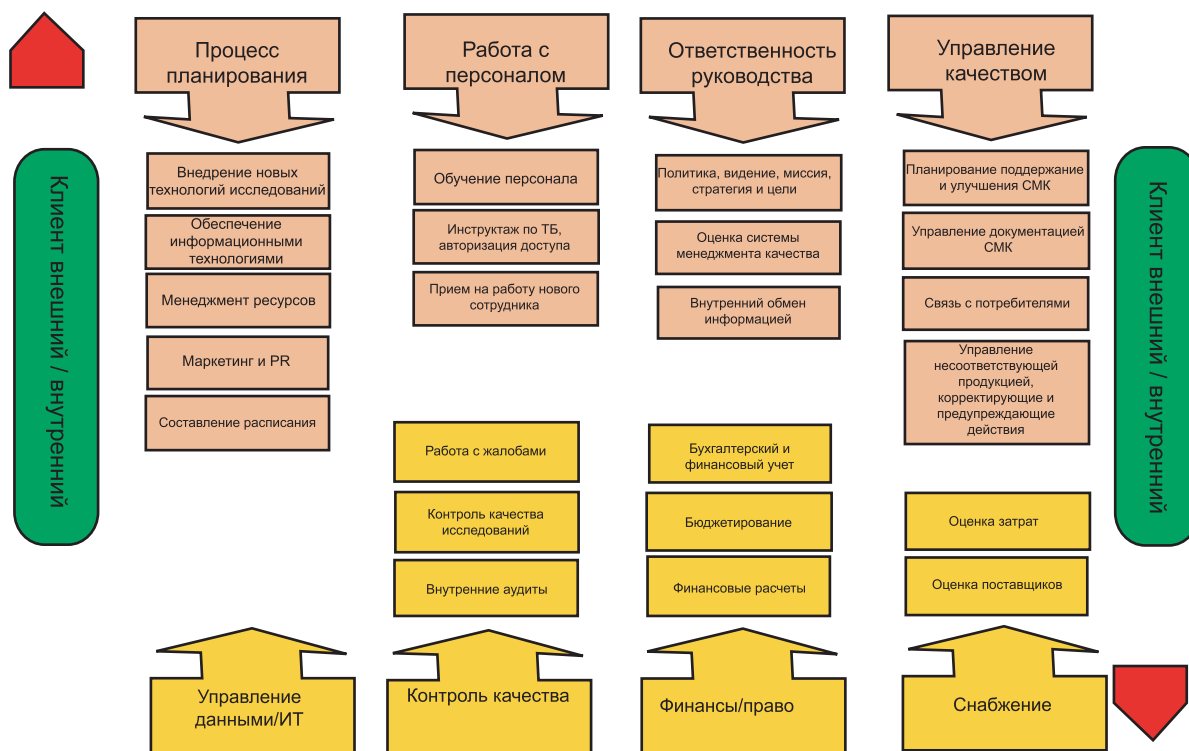 Процесс
планирования
Работа с
персоналом
Ответственность
руководства
Управление
качеством
Клиент внешний / внутренний
Внедрение новых
технологий исследований
Обеспечение
информационными
технологиями
Менеджмент ресурсов
Маркетинг и PR
Составление расписания
Обучение персонала
Инструктаж по ТБ,
авторизация доступа
Прием на работу нового
сотрудника
Политика, видение, миссия,
стратегия и цели
Оценка системы
менеджмента качества
Внутренний обмен
информацией
Планирование поддержание
и улучшения СМК
Управление документацией
СМК
Связь с потребителями
Управление
несоответствующей
продукцией,
корректирующие и
предупреждающие
действия
Клиент внешний / внутренний
Работа с жалобами
Контроль качества
исследований
Внутренние аудиты
Бухгалтерский и
финансовый учет
Бюджетирование
Финансовые расчеты
Оценка затрат
Оценка поставщиков
Управление
данными/ИТ
Контроль качества
Финансы/право
Снабжение